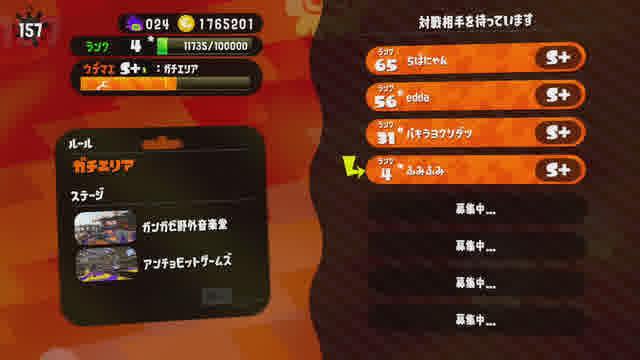 157
024
1765201
ランク 4 * 11735/100000
ウデマエ S+ 1 : ガチエリア
ルール
ガチエリア
ステージ
ガンガゼ野外音楽堂
アンチョビットゲームズ
対戦相手を待っています
ランク 65 ちはにゃん S+
ランク 56 * edda S+
ランク 31 * バキラヨクソダツ S+
ランク 4 * ふみふみ S+
募集中...
募集中...
募集中...
募集中...